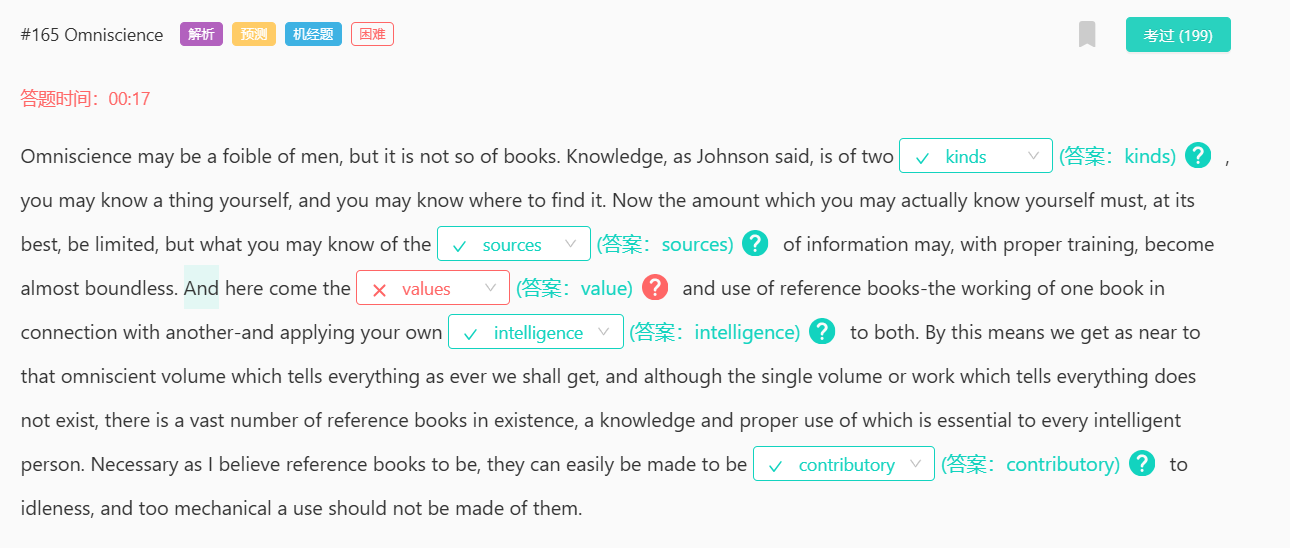 #165 Omniscience 解析 预测 机经题 困难 考过 (199)
答题时间：00:17
Omniscience may be a foible of men, but it is not so of books. Knowledge, as Johnson said, is of two kinds (答案：kinds) ? ,
you may know a thing yourself, and you may know where to find it. Now the amount which you may actually know yourself must, at its
best, be limited, but what you may know of the sources (答案：sources) ? of information may, with proper training, become
almost boundless. And here come the values (答案：value) ? and use of reference books-the working of one book in
connection with another-and applying your own intelligence (答案：intelligence) ? to both. By this means we get as near to
that omniscient volume which tells everything as ever we shall get, and although the single volume or work which tells everything does
not exist, there is a vast number of reference books in existence, a knowledge and proper use of which is essential to every intelligent
person. Necessary as I believe reference books to be, they can easily be made to be contributory (答案：contributory) ? to
idleness, and too mechanical a use should not be made of them.